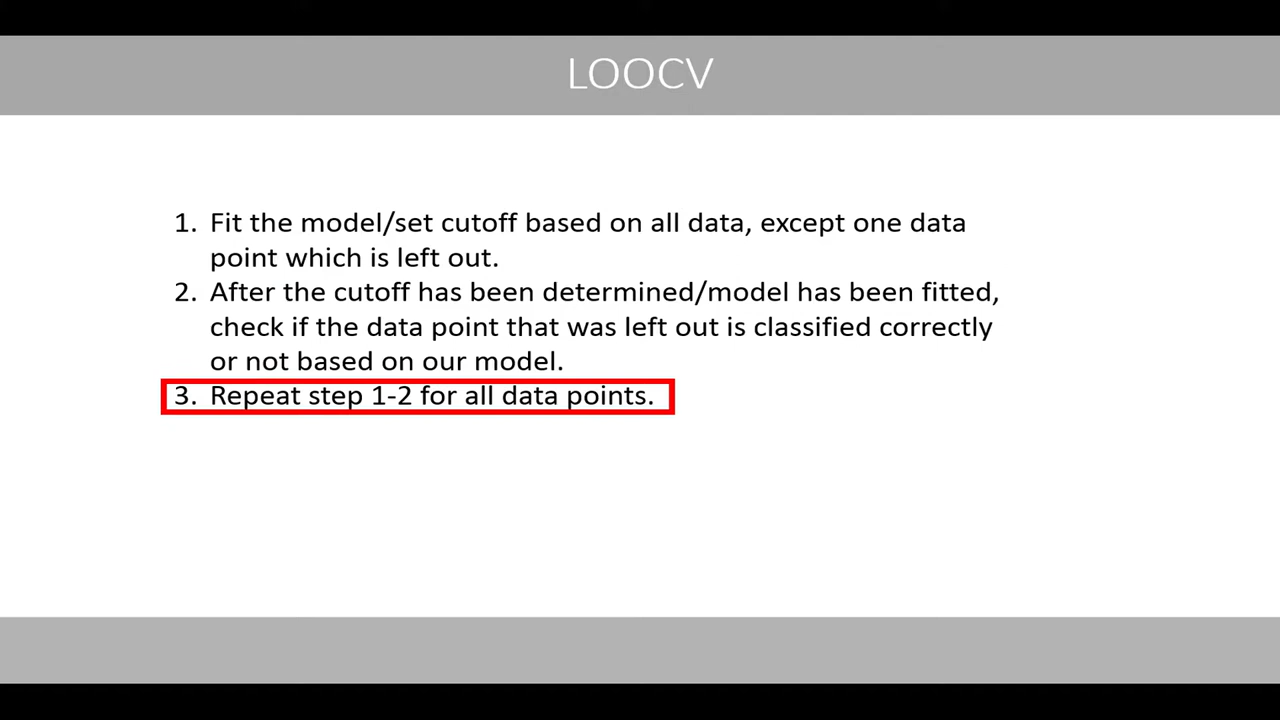 LOOCV
1. Fit the model/set cutoff based on all data, except one data
point which is left out.
2. After the cutoff has been determined/model has been fitted,
check if the data point that was left out is classified correctly
or not based on our model.
3. Repeat step 1-2 for all data points.